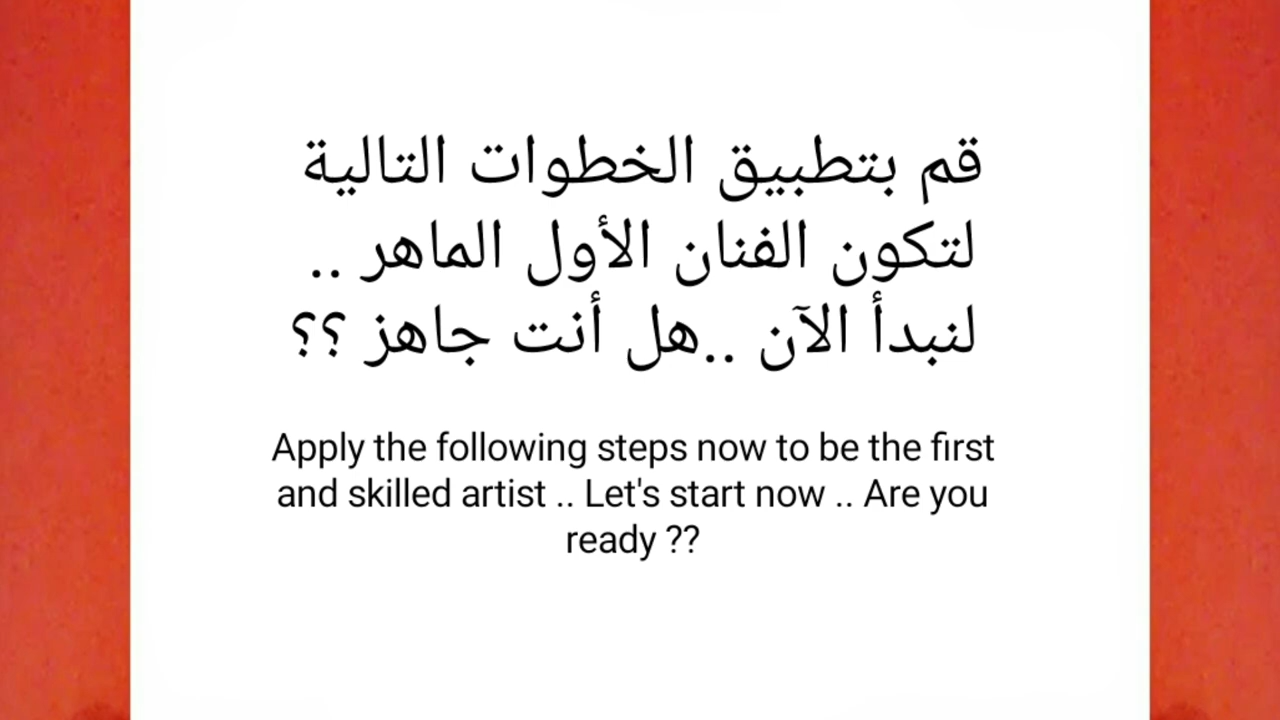 قم بتطبيق الخطوات التالية
لتكون الفنان الأول الماهر ..
لنبدأ الآن ..هل أنت جاهز ؟؟
Apply the following steps now to be the first
and skilled artist .. Let's start now .. Are you
ready ??